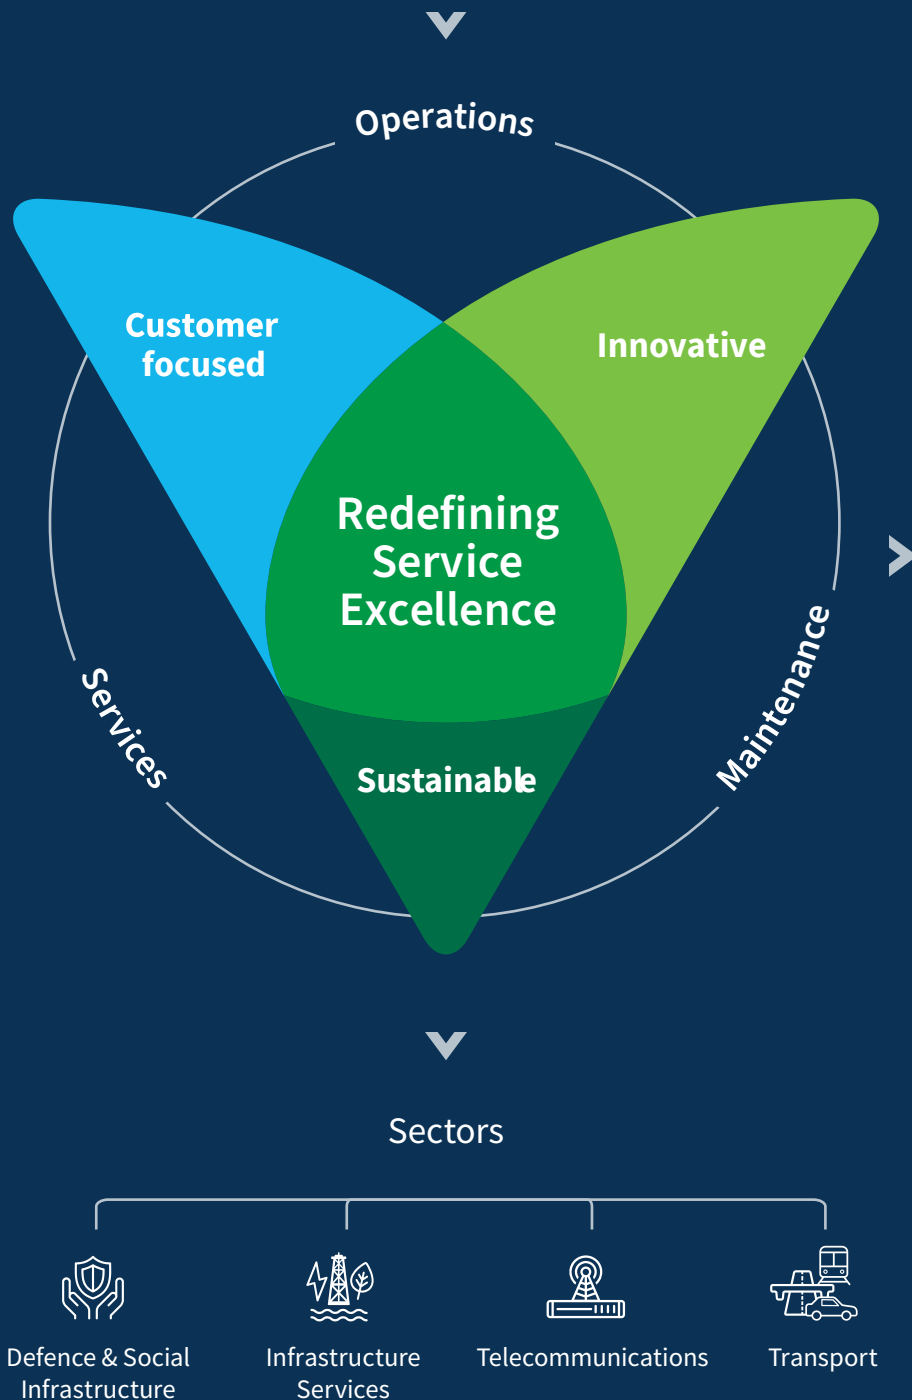 Operations
Customer
focused
Innovative
Redefining
Service
Excellence
Services
Maintenance
Sustainable
Sectors
Defence & Social
Infrastructure
Infrastructure
Services
Telecommunications
Transport